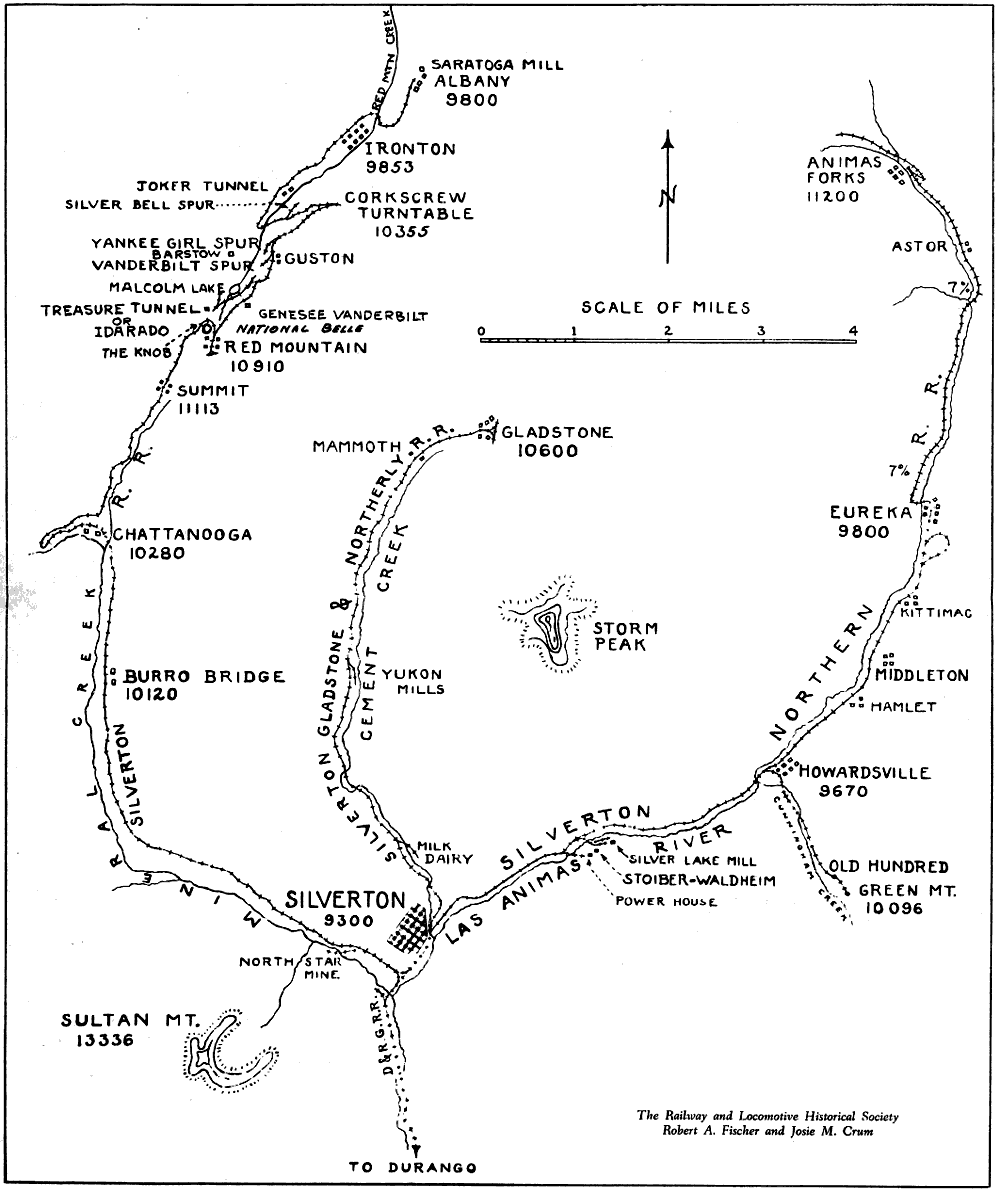 RED MTN CREEK
SARATOGA MILL
ALBANY
9800
IRONTON
9853
JOKER TUNNEL
SILVER BELL SPUR
CORKSCREW
TURNTABLE
10355
YANKEE GIRL SPUR
BARSTOW
VANDERBILT SPUR
GUSTON
MALCOLM LAKE
TREASURE TUNNEL
OR
IDARADO
THE KNOB
GENESEE VANDERBILT
NATIONAL BELLE
RED MOUNTAIN
10910
SUMMIT
11113
N
SCALE OF MILES
0 1 2 3 4
ANIMAS
FORKS
11200
ASTOR
7%
R. R.
7%
EUREKA
9800
KITTIMAC
MIDDLETON
HAMLET
HOWARDSVILLE
9670
CUNNINGHAM CREEK
OLD HUNDRED
GREEN MT.
10096
SILVERTON NORTHERN
LAS ANIMAS RIVER
SILVER LAKE MILL
STOIBER-WALDHEIM
POWER HOUSE
MAMMOTH
GLADSTONE
10600
SILVERTON GLADSTONE & NORTHERLY R. R.
CEMENT CREEK
YUKON
MILLS
MILK
DAIRY
STORM
PEAK
CHATTANOOGA
10280
BURRO BRIDGE
10120
SILVERTON R. R.
MINERAL CREEK
SILVERTON
9300
NORTH STAR
MINE
SULTAN MT.
13336
D & R G. R.R.
TO DURANGO
The Railway and Locomotive Historical Society
Robert A. Fischer and Josie M. Crum